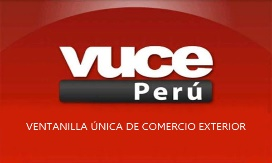 vuce
Perú
VENTANILLA ÚNICA DE COMERCIO EXTERIOR